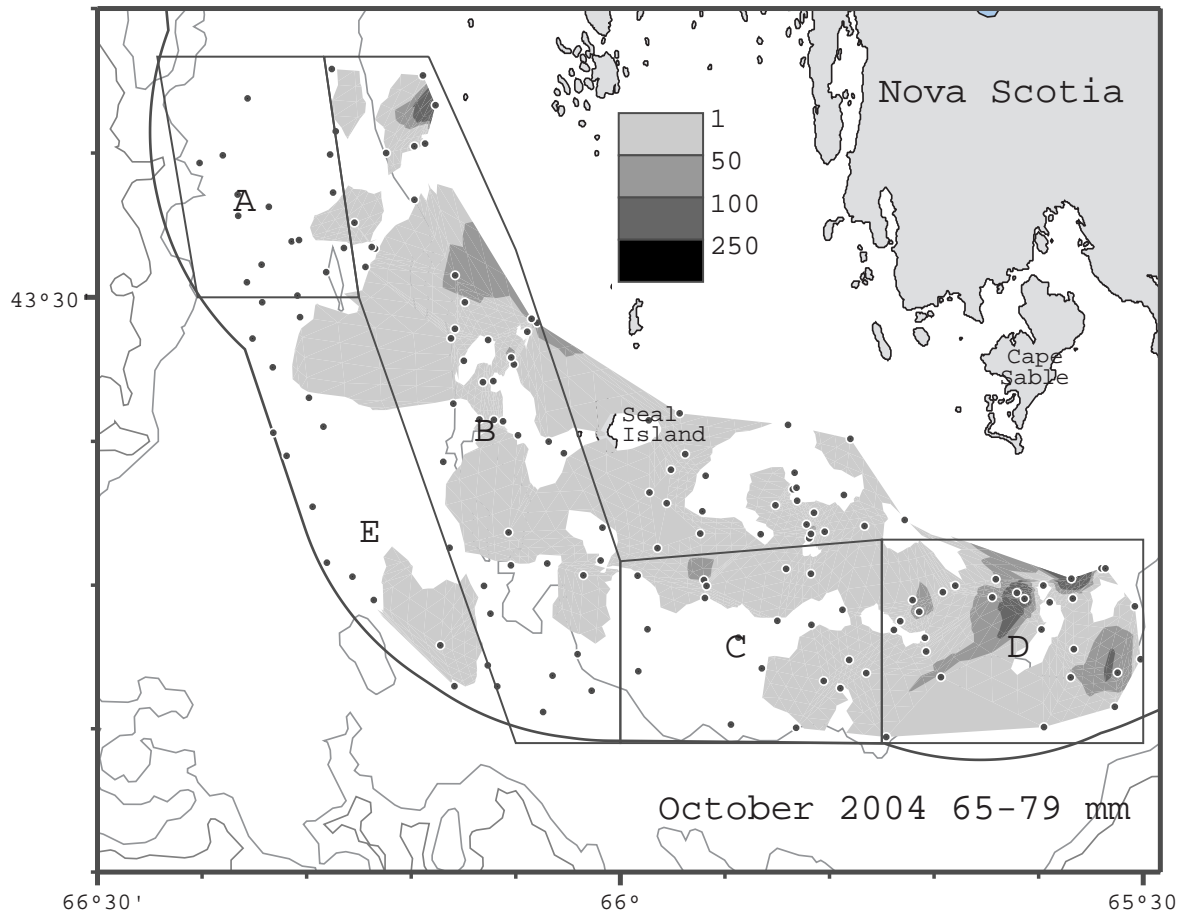 Nova Scotia
1
50
100
250
A
43°30
Cape
Sable
Seal
Island
B
E
C
D
October 2004 65-79 mm
66°30'
66°
65°30